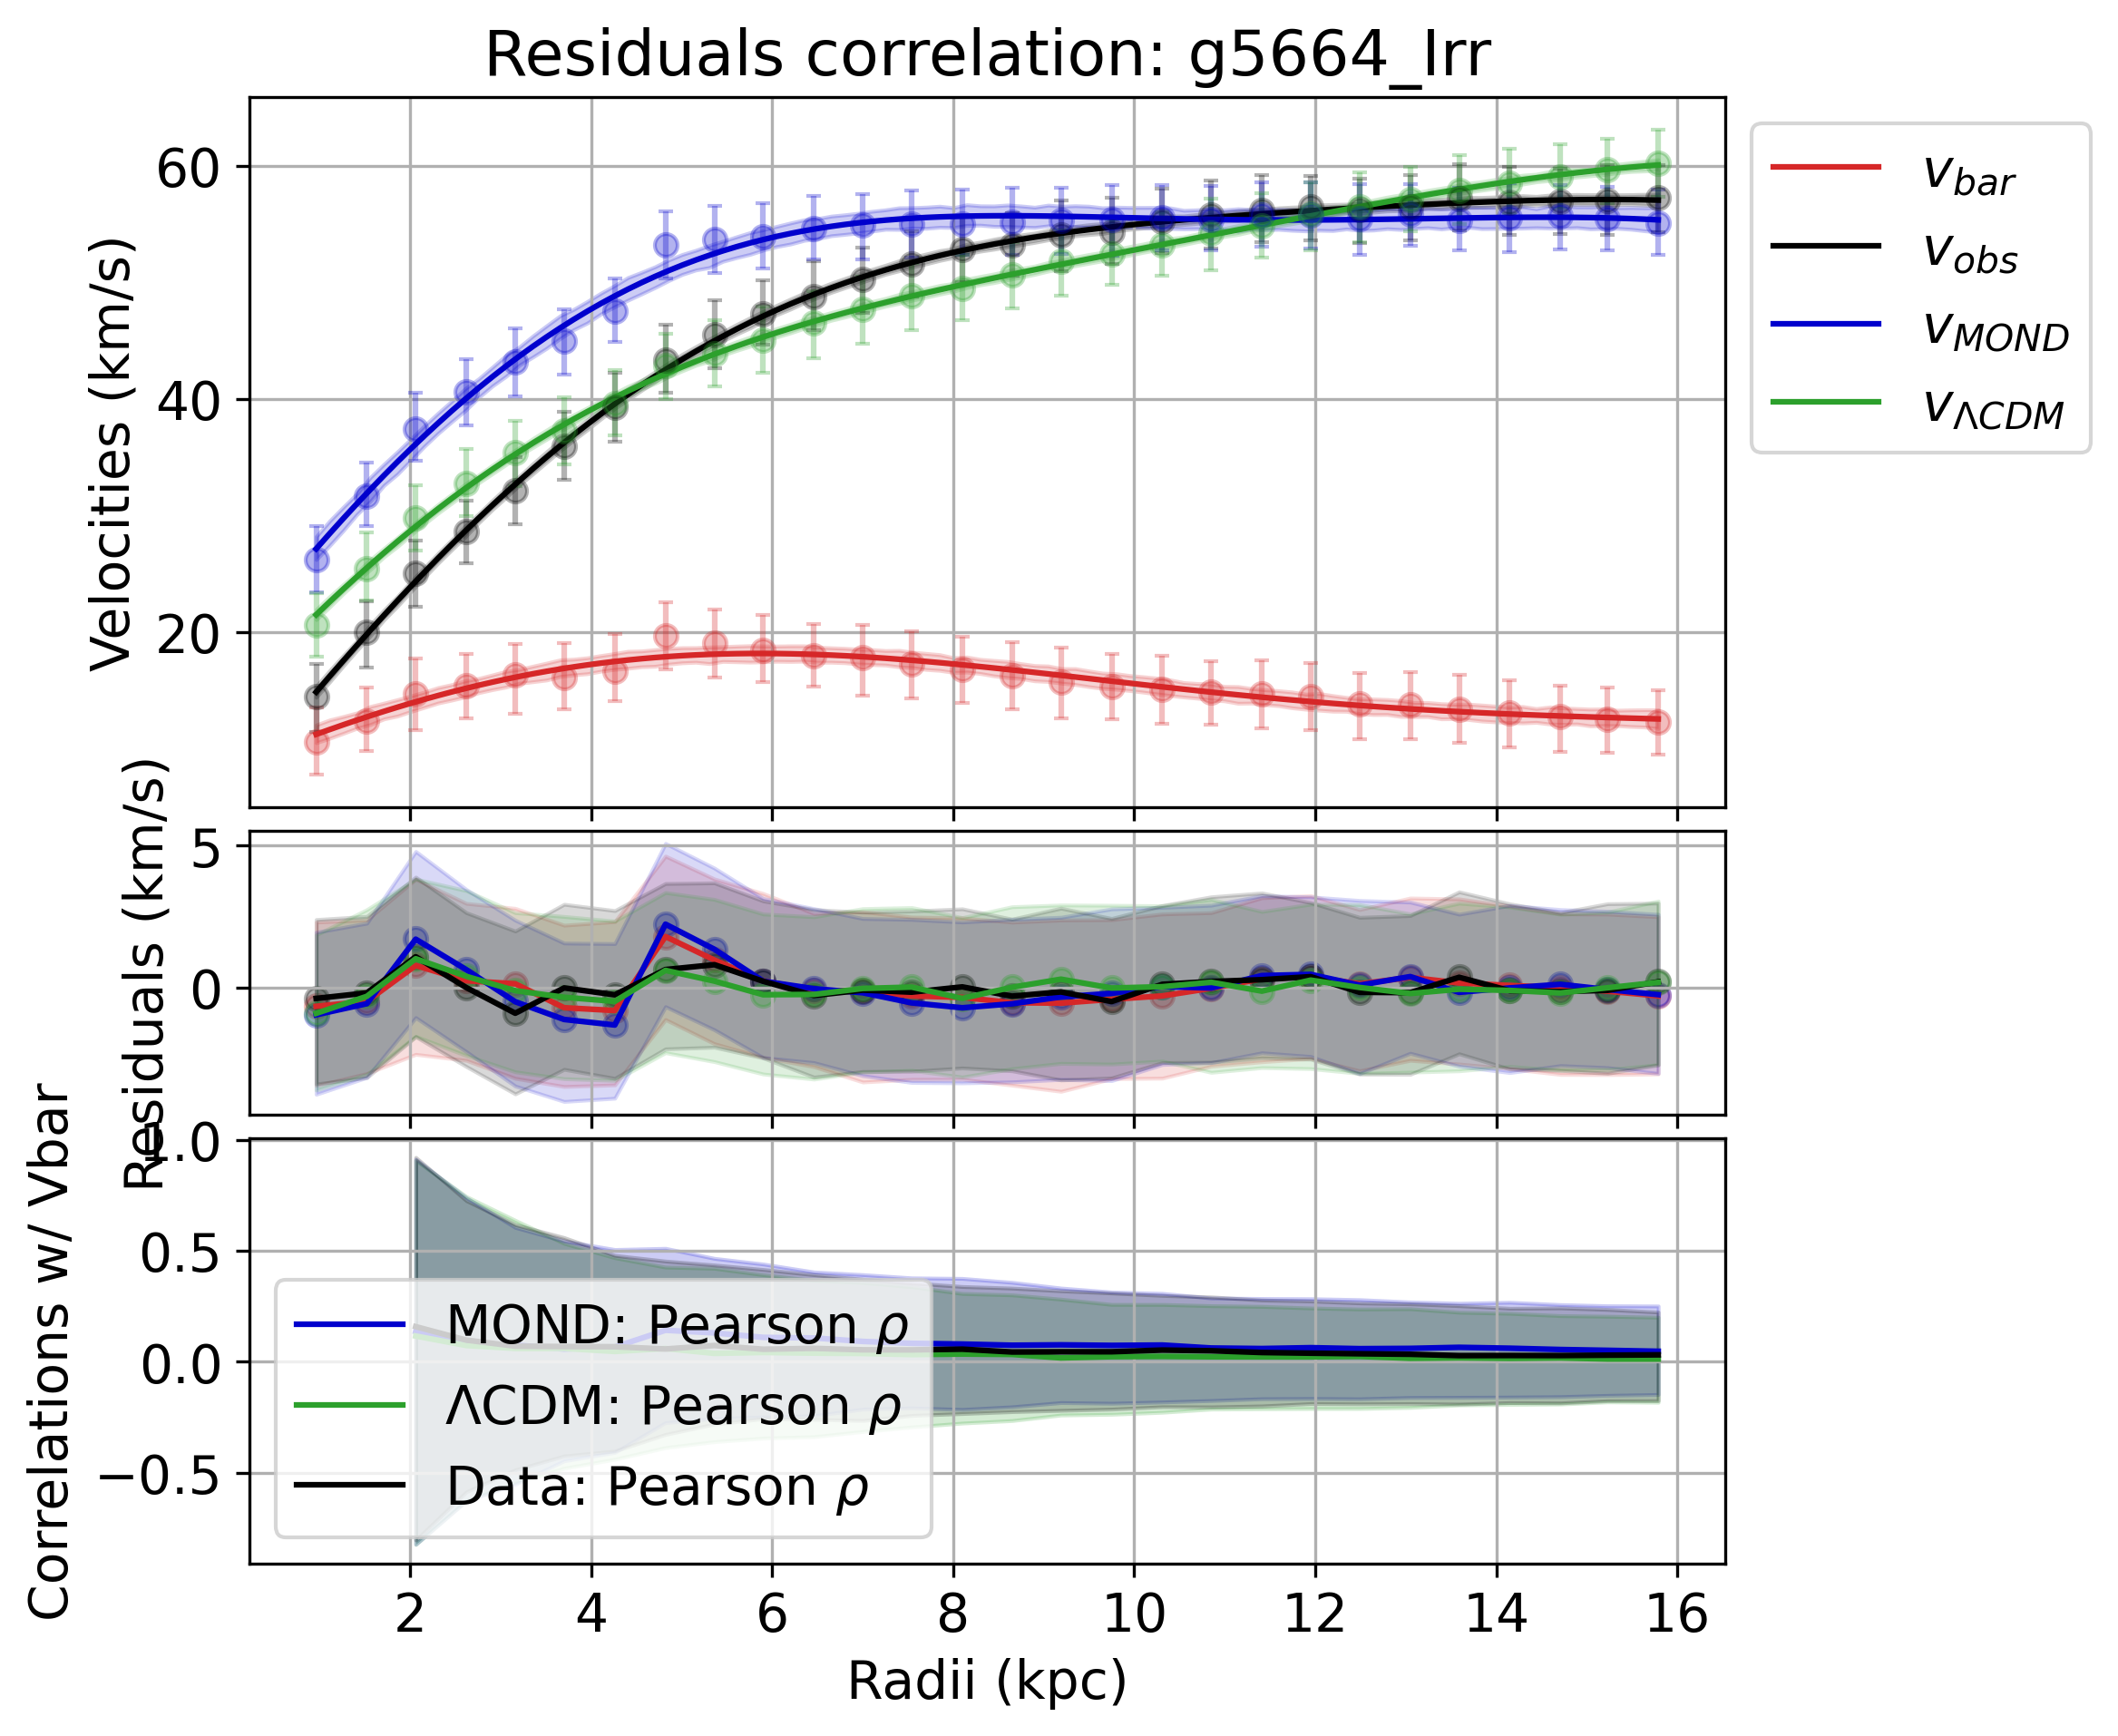 Residuals correlation: g5664_Irr
Velocities (km/s)
60
40
20
v_bar
v_obs
v_MOND
v_ΛCDM
Residuals (km/s)
5
0
Correlations w/ Vbar
1.0
0.5
0.0
−0.5
MOND: Pearson ρ
ΛCDM: Pearson ρ
Data: Pearson ρ
2 4 6 8 10 12 14 16
Radii (kpc)